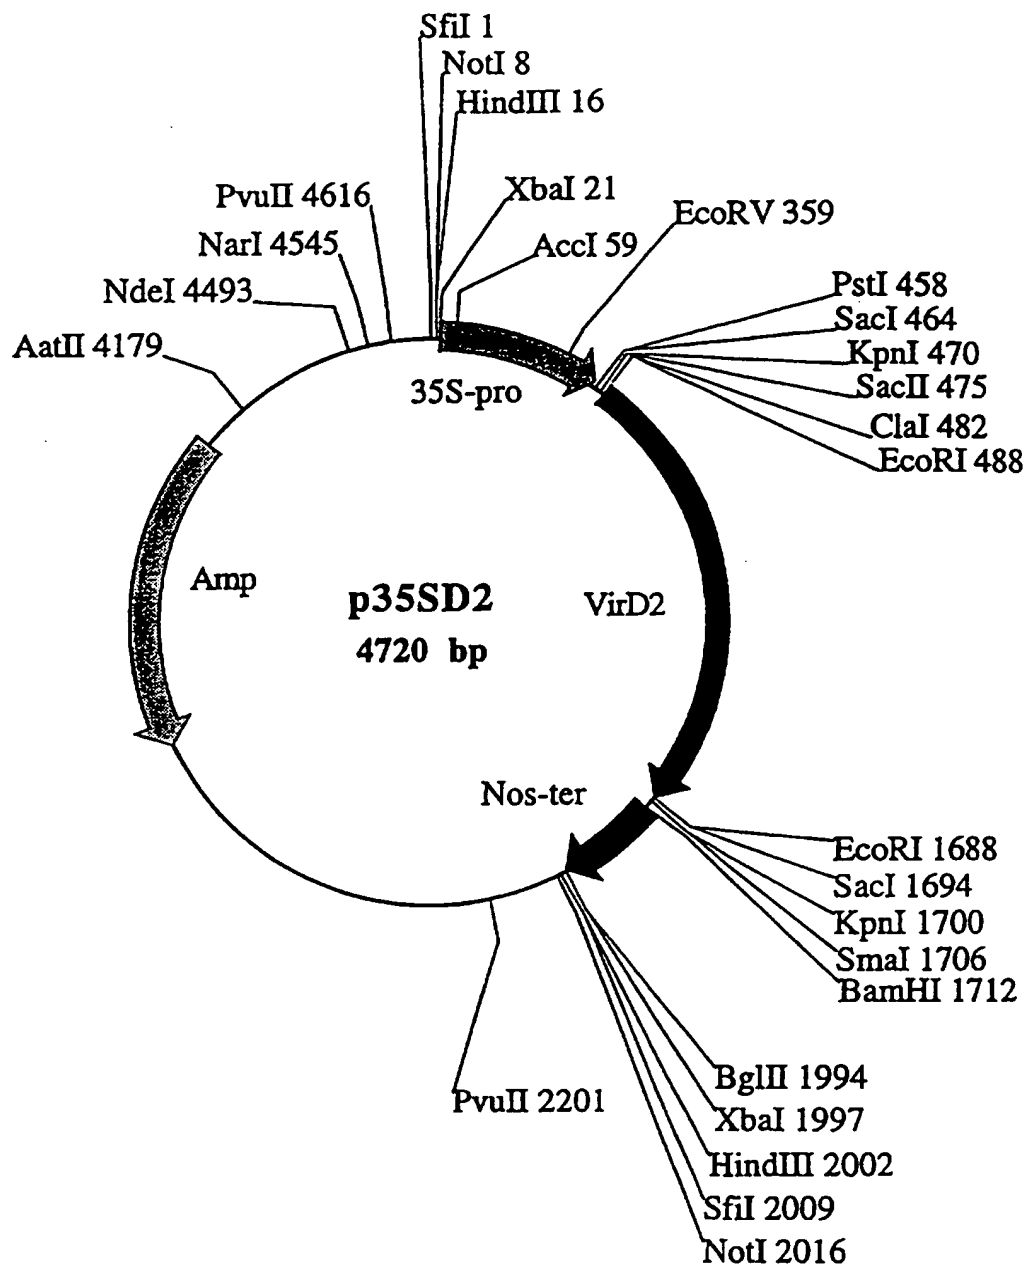 SfiI 1
NotI 8
HindIII 16
XbaI 21
EcoRV 359
AccI 59
PvuII 4616
NarI 4545
NdeI 4493
AatII 4179
PstI 458
SacI 464
KpnI 470
SacII 475
ClaI 482
EcoRI 488
35S-pro
Amp
p35SD2
4720 bp
VirD2
Nos-ter
EcoRI 1688
SacI 1694
KpnI 1700
SmaI 1706
BamHI 1712
PvuII 2201
BglII 1994
XbaI 1997
HindIII 2002
SfiI 2009
NotI 2016